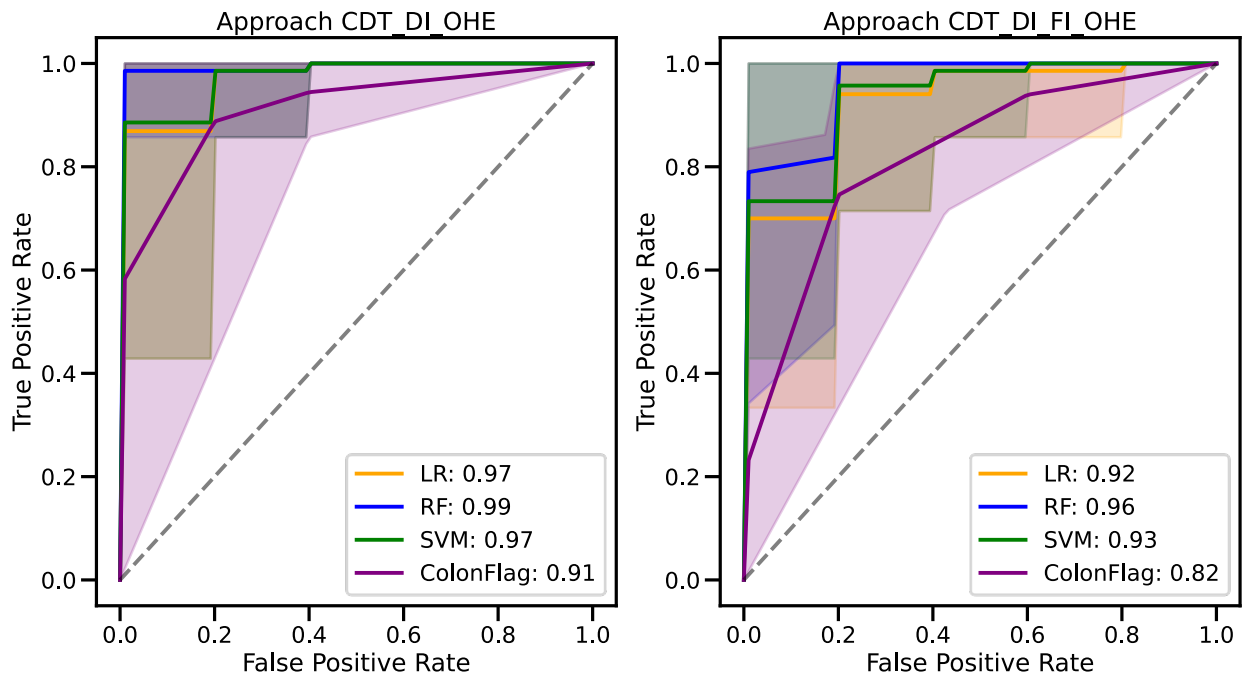 Approach CDT_DI_OHE
True Positive Rate
1.0
0.8
0.6
0.4
0.2
0.0
LR: 0.97
RF: 0.99
SVM: 0.97
ColonFlag: 0.91
0.0 0.2 0.4 0.6 0.8 1.0
False Positive Rate
Approach CDT_DI_FI_OHE
True Positive Rate
1.0
0.8
0.6
0.4
0.2
0.0
LR: 0.92
RF: 0.96
SVM: 0.93
ColonFlag: 0.82
0.0 0.2 0.4 0.6 0.8 1.0
False Positive Rate